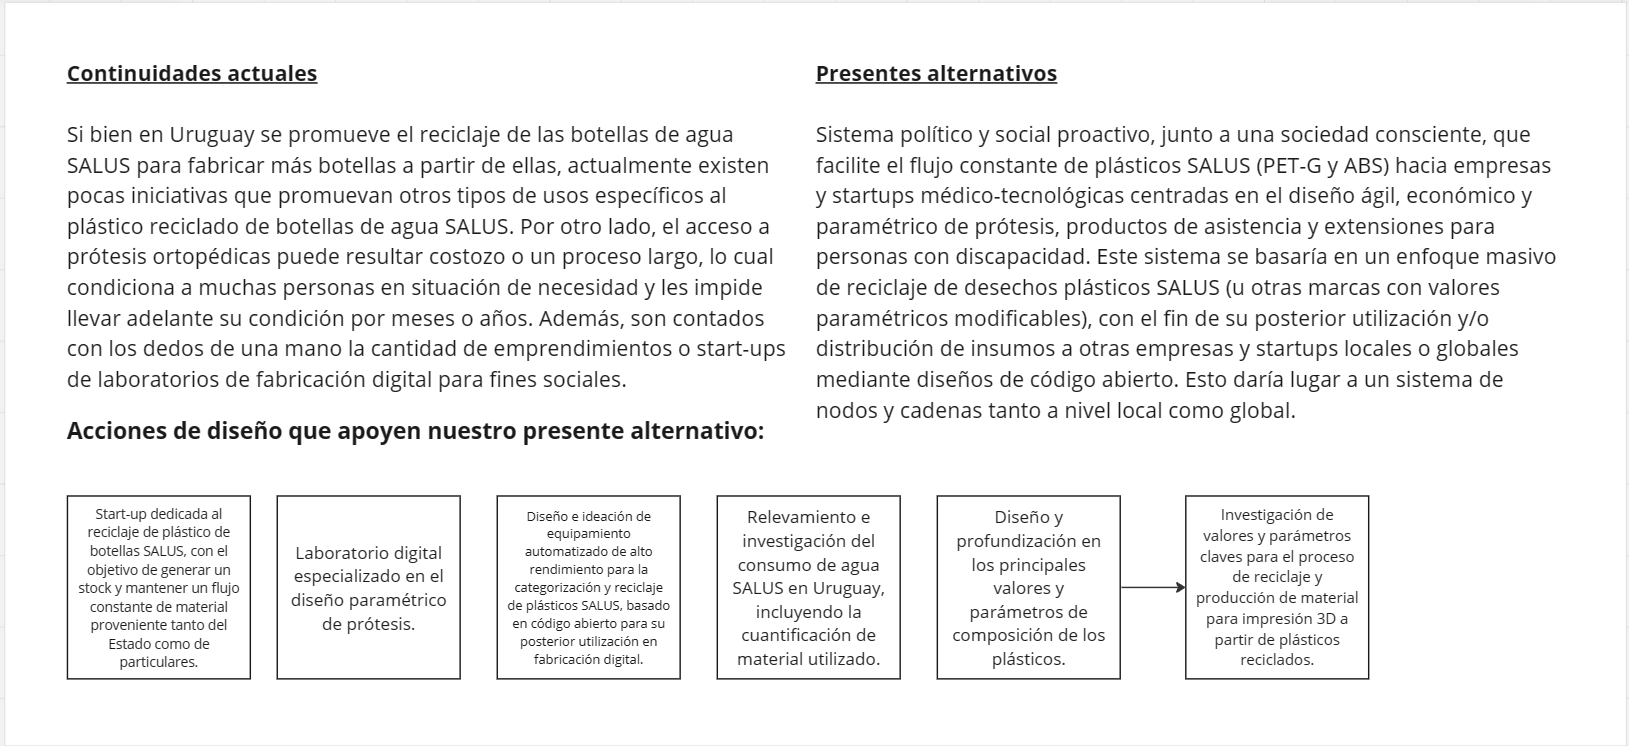 Continuidades actuales
Si bien en Uruguay se promueve el reciclaje de las botellas de agua
SALUS para fabricar más botellas a partir de ellas, actualmente existen
pocas iniciativas que promuevan otros tipos de usos específicos al
plástico reciclado de botellas de agua SALUS. Por otro lado, el acceso a
prótesis ortopédicas puede resultar costozo o un proceso largo, lo cual
condiciona a muchas personas en situación de necesidad y les impide
llevar adelante su condición por meses o años. Además, son contados
con los dedos de una mano la cantidad de emprendimientos o start-ups
de laboratorios de fabricación digital para fines sociales.
Presentes alternativos
Sistema político y social proactivo, junto a una sociedad consciente, que
facilite el flujo constante de plásticos SALUS (PET-G y ABS) hacia empresas
y startups médico-tecnológicas centradas en el diseño ágil, económico y
paramétrico de prótesis, productos de asistencia y extensiones para
personas con discapacidad. Este sistema se basaría en un enfoque masivo
de reciclaje de desechos plásticos SALUS (u otras marcas con valores
paramétricos modificables), con el fin de su posterior utilización y/o
distribución de insumos a otras empresas y startups locales o globales
mediante diseños de código abierto. Esto daría lugar a un sistema de
nodos y cadenas tanto a nivel local como global.
Acciones de diseño que apoyen nuestro presente alternativo:
Start-up dedicada al
reciclaje de plástico de
botellas SALUS, con el
objetivo de generar un
stock y mantener un flujo
constante de material
proveniente tanto del
Estado como de
particulares.
Laboratorio digital
especializado en el
diseño paramétrico
de prótesis.
Diseño e ideación de
equipamiento
automatizado de alto
rendimiento para la
categorización y reciclaje
de plásticos SALUS, basado
en código abierto para su
posterior utilización en
fabricación digital.
Relevamiento e
investigación del
consumo de agua
SALUS en Uruguay,
incluyendo la
cuantificación de
material utilizado.
Diseño y
profundización en
los principales
valores y
parámetros de
composición de los
plásticos.
Investigación de
valores y parámetros
claves para el proceso
de reciclaje y
producción de material
para impresión 3D a
partir de plásticos
reciclados.